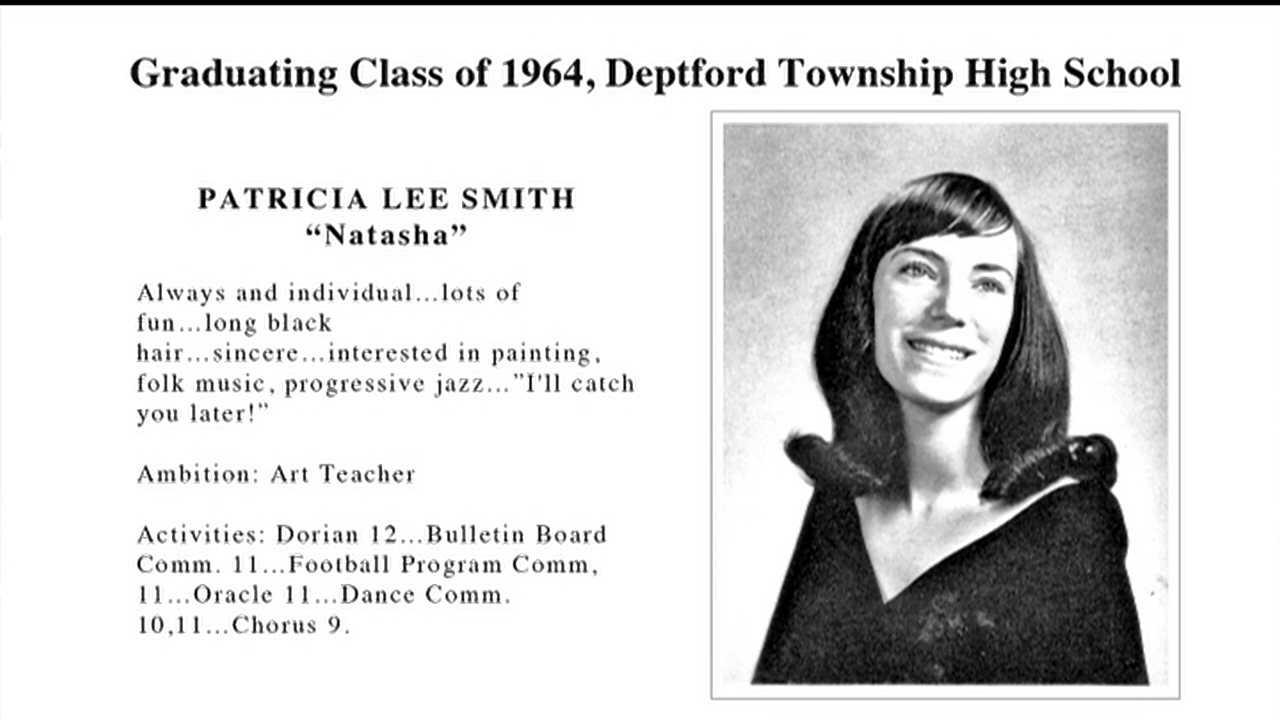 Graduating Class of 1964, Deptford Township High School
PATRICIA LEE SMITH
“Natasha”
Always and individual...lots of
fun...long black
hair...sincere...interested in painting,
folk music, progressive jazz...”I'll catch
you later!”
Ambition: Art Teacher
Activities: Dorian 12...Bulletin Board
Comm. 11...Football Program Comm,
11...Oracle 11...Dance Comm.
10,11...Chorus 9.